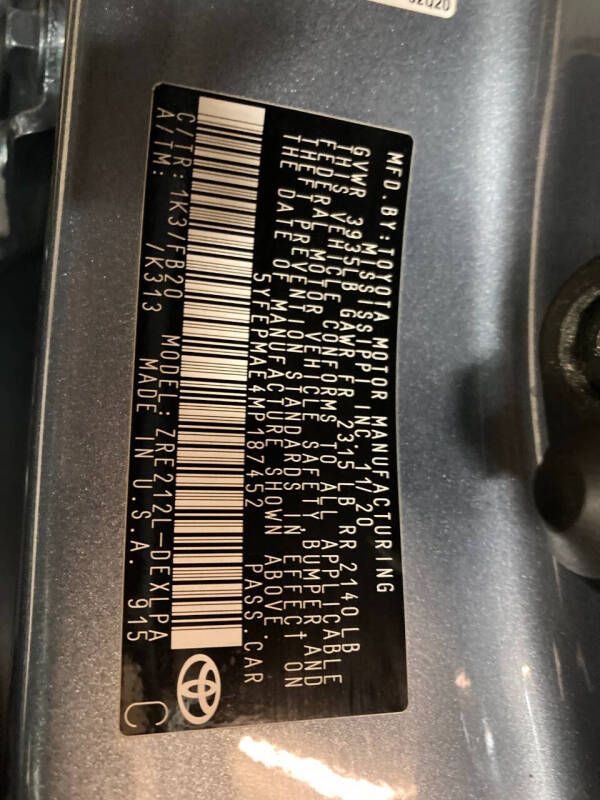 MFD.BY:TOYOTA MOTOR MANUFACTURING
MISSISSIPPI INC. 11/20
GVWR 3935LB GAWR FR 2315 LB RR 2140LB
THIS VEHICLE CONFORMS TO ALL APPLICABLE
FEDERAL MOTOR VEHICLE SAFETY, BUMPER AND
THEFT PREVENTION STANDARDS IN EFFECT ON
THE DATE OF MANUFACTURE SHOWN ABOVE.
5YFEPMAE4MP187452 PASS.CAR
C/TR: 1K3/FB20 MODEL: ZRE212L-DEXLPA
A/TM: /K313 MADE IN U.S.A. 915
C